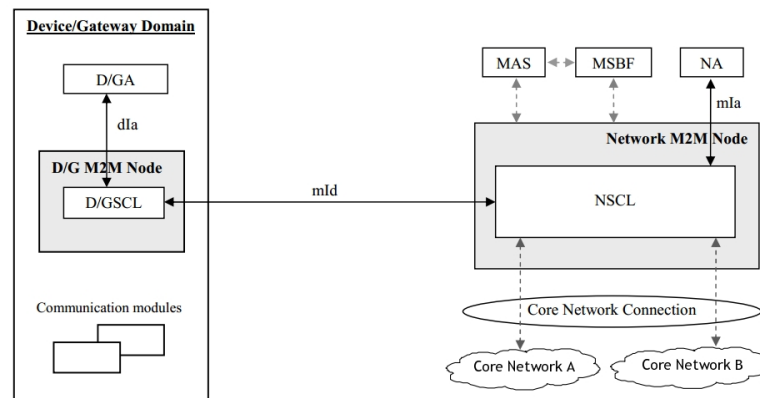 Device/Gateway Domain
D/GA
dIa
D/G M2M Node
D/GSCL
Communication modules
mId
MAS
MSBF
NA
mIa
Network M2M Node
NSCL
Core Network Connection
Core Network A
Core Network B